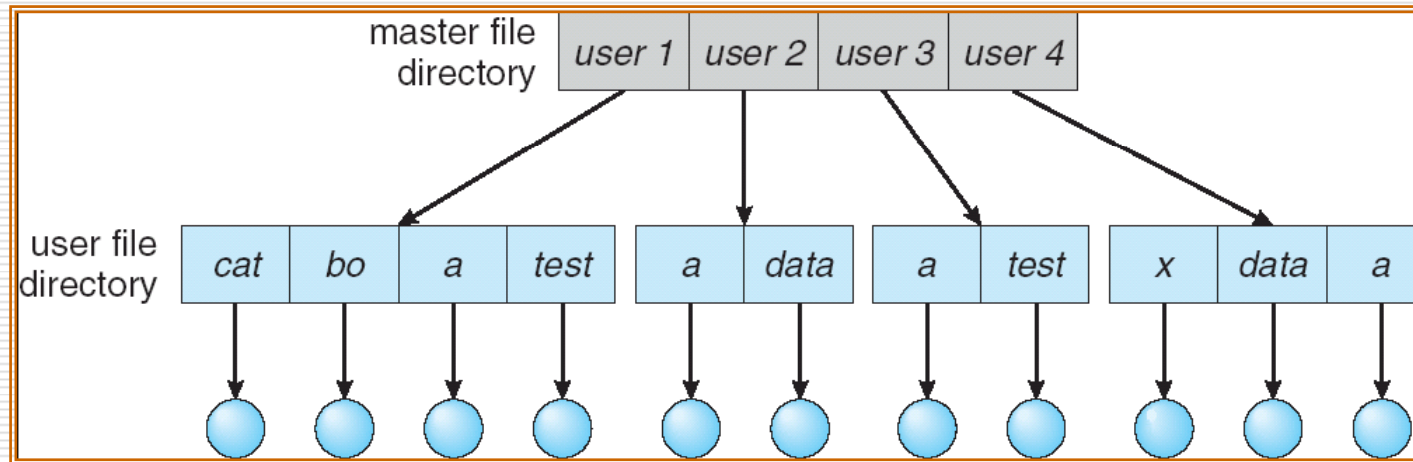 master file
directory
user 1 user 2 user 3 user 4
user file
directory
cat bo a test a data a test x data a